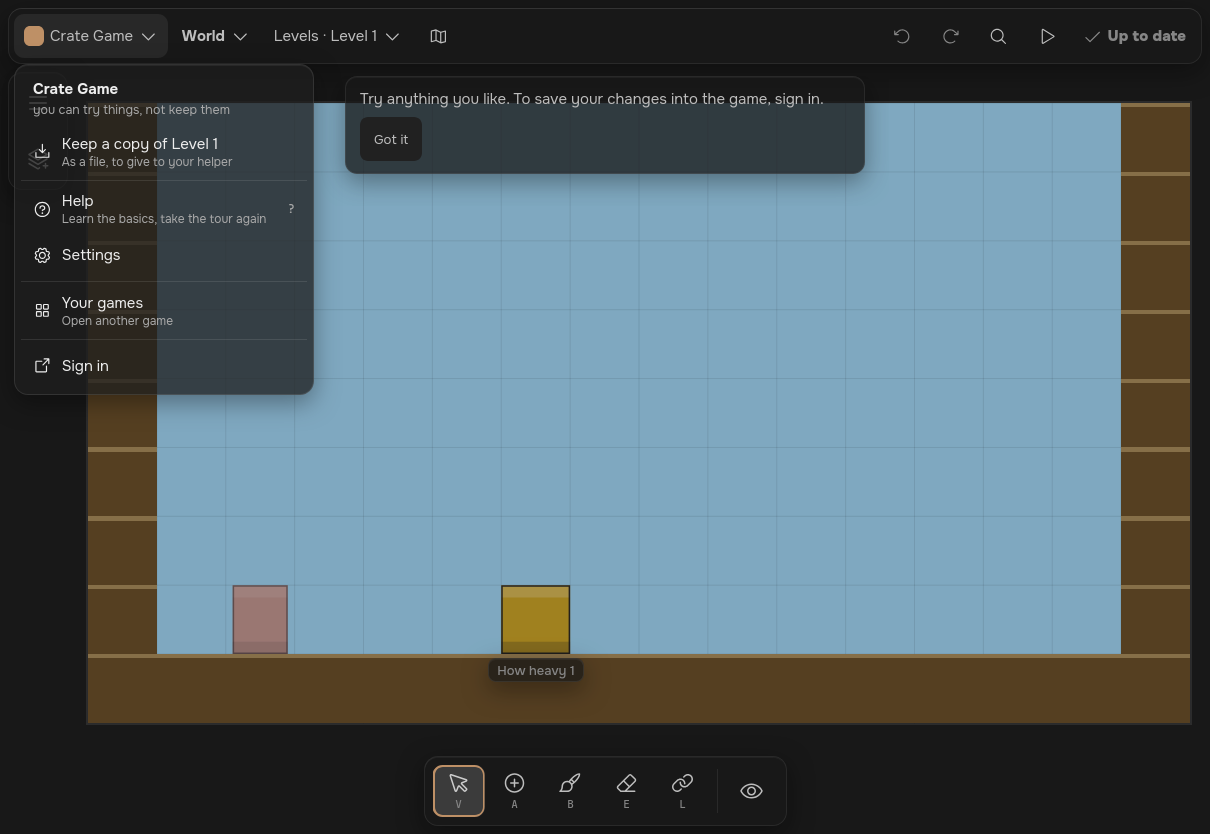 Crate Game
World
Levels · Level 1
Up to date
Crate Game
you can try things, not keep them
Keep a copy of Level 1
As a file, to give to your helper
Help
Learn the basics, take the tour again
?
Settings
Your games
Open another game
Sign in
Try anything you like. To save your changes into the game, sign in.
Got it
How heavy 1
V
A
B
E
L